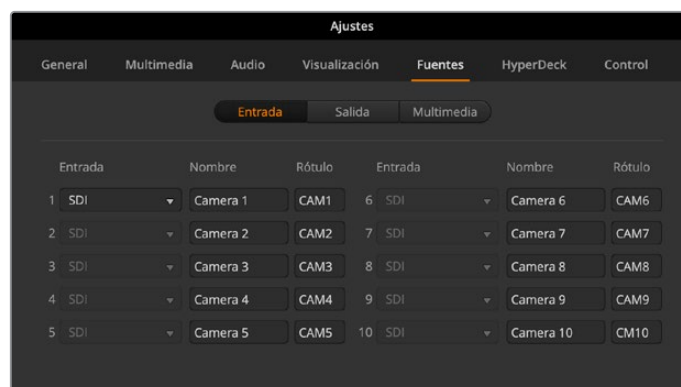 Ajustes
General Multimedia Audio Visualización Fuentes HyperDeck Control
Entrada Salida Multimedia
Entrada Nombre Rótulo Entrada Nombre Rótulo
1 SDI Camera 1 CAM1 6 SDI Camera 6 CAM6
2 SDI Camera 2 CAM2 7 SDI Camera 7 CAM7
3 SDI Camera 3 CAM3 8 SDI Camera 8 CAM8
4 SDI Camera 4 CAM4 9 SDI Camera 9 CAM9
5 SDI Camera 5 CAM5 10 SDI Camera 10 CM10